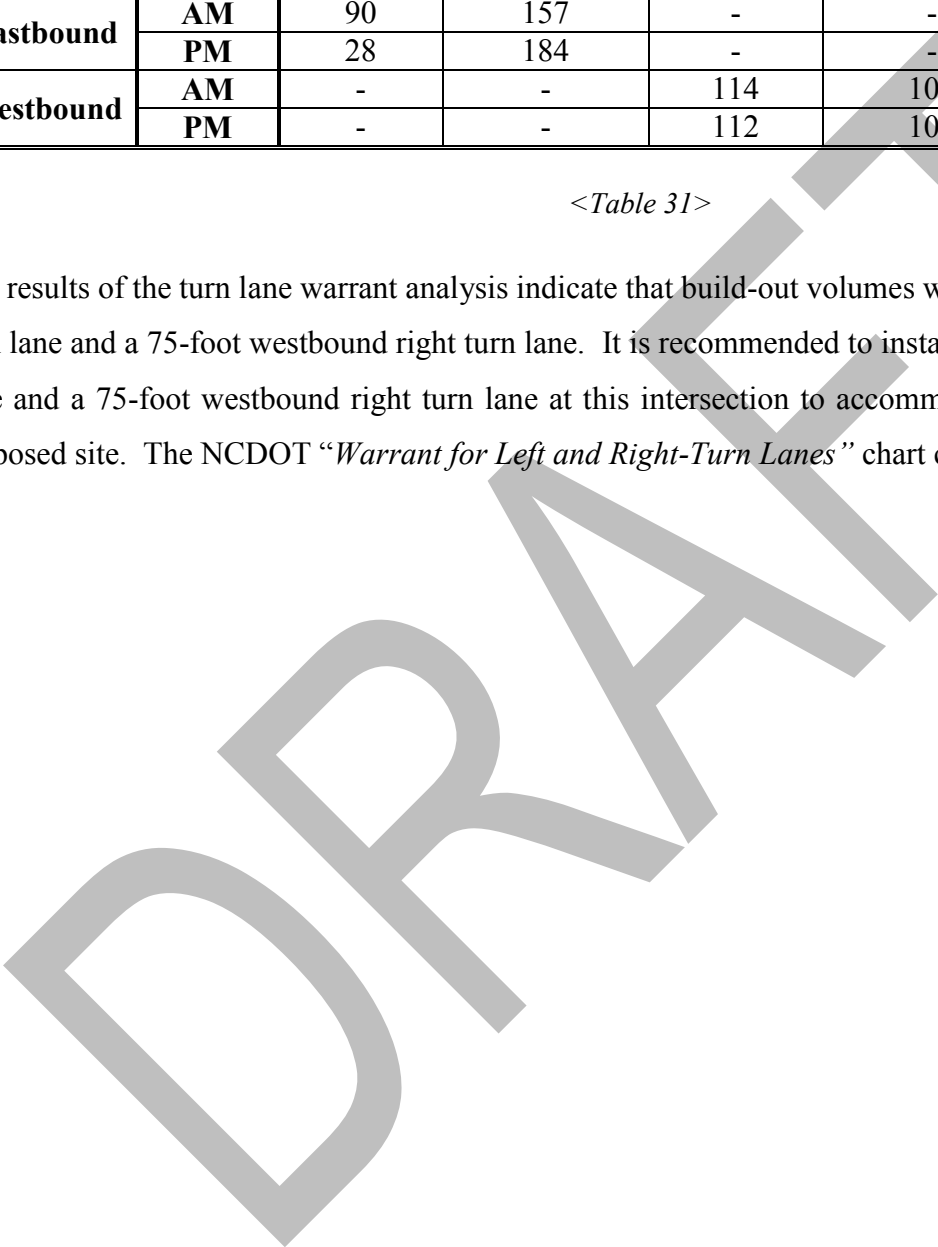 astbound AM 90 157 - -
PM 28 184 - -
estbound AM - - 114 10
PM - - 112 10
<Table 31>
results of the turn lane warrant analysis indicate that build-out volumes w
lane and a 75-foot westbound right turn lane. It is recommended to insta
and a 75-foot westbound right turn lane at this intersection to accomm
posed site. The NCDOT “Warrant for Left and Right-Turn Lanes” chart
DRAFT